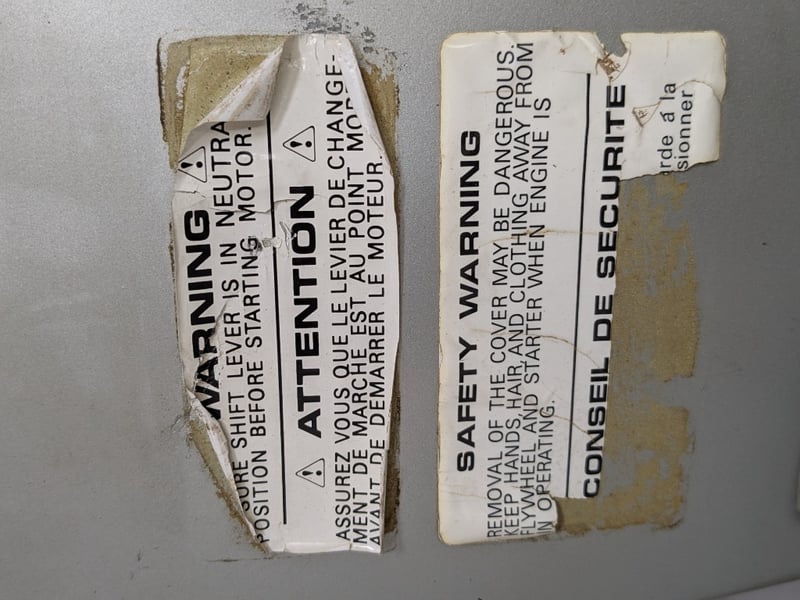 WARNING
SURE SHIFT LEVER IS IN NEUTRA
POSITION BEFORE STARTING MOTOR.
ATTENTION
ASSUREZ VOUS QUE LE LEVIER DE CHANGE-
MENT DE MARCHE EST AU POINT MOR
AVANT DE DEMARRER LE MOTEUR.
SAFETY WARNING
REMOVAL OF THE COVER MAY BE DANGEROUS.
KEEP HANDS, HAIR, AND CLOTHING AWAY FROM
FLYWHEEL AND STARTER WHEN ENGINE IS
IN OPERATING.
CONSEIL DE SECURITE
rde á la
sionner